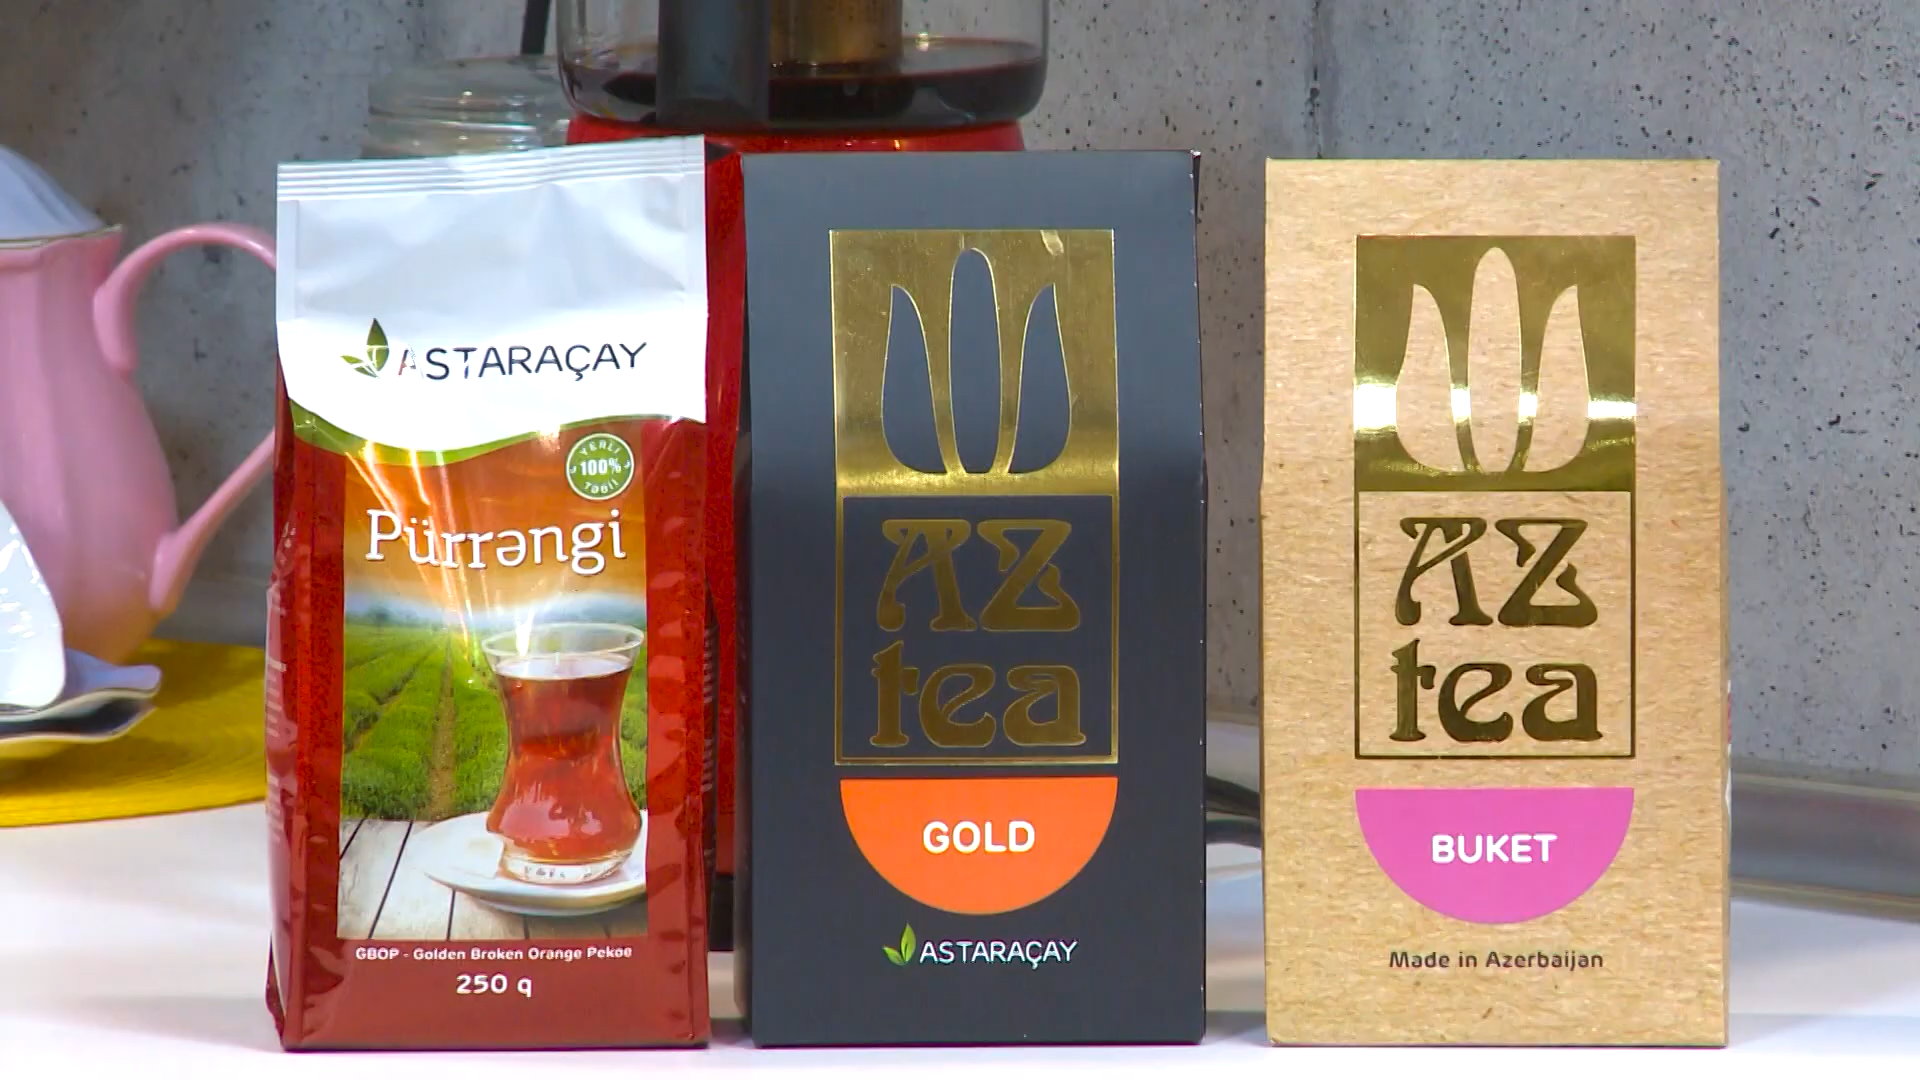 ASTARAÇAY
YERLİ
100%
TƏBİİ
Pürrəngi
GBOP - Golden Broken Orange Pekoe
250 q
AZ
tea
GOLD
ASTARAÇAY
AZ
tea
BUKET
Made in Azerbaijan